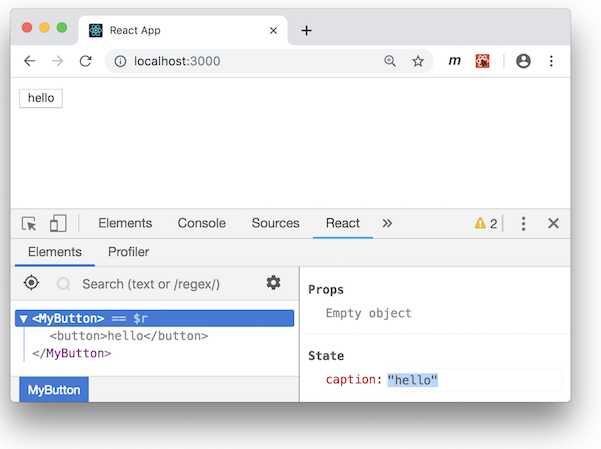 React App
localhost:3000
m
hello
Elements Console Sources React » 2
Elements Profiler
Search (text or /regex/)
▼ <MyButton> == $r
<button>hello</button>
</MyButton>
MyButton
Props
Empty object
State
caption: "hello"